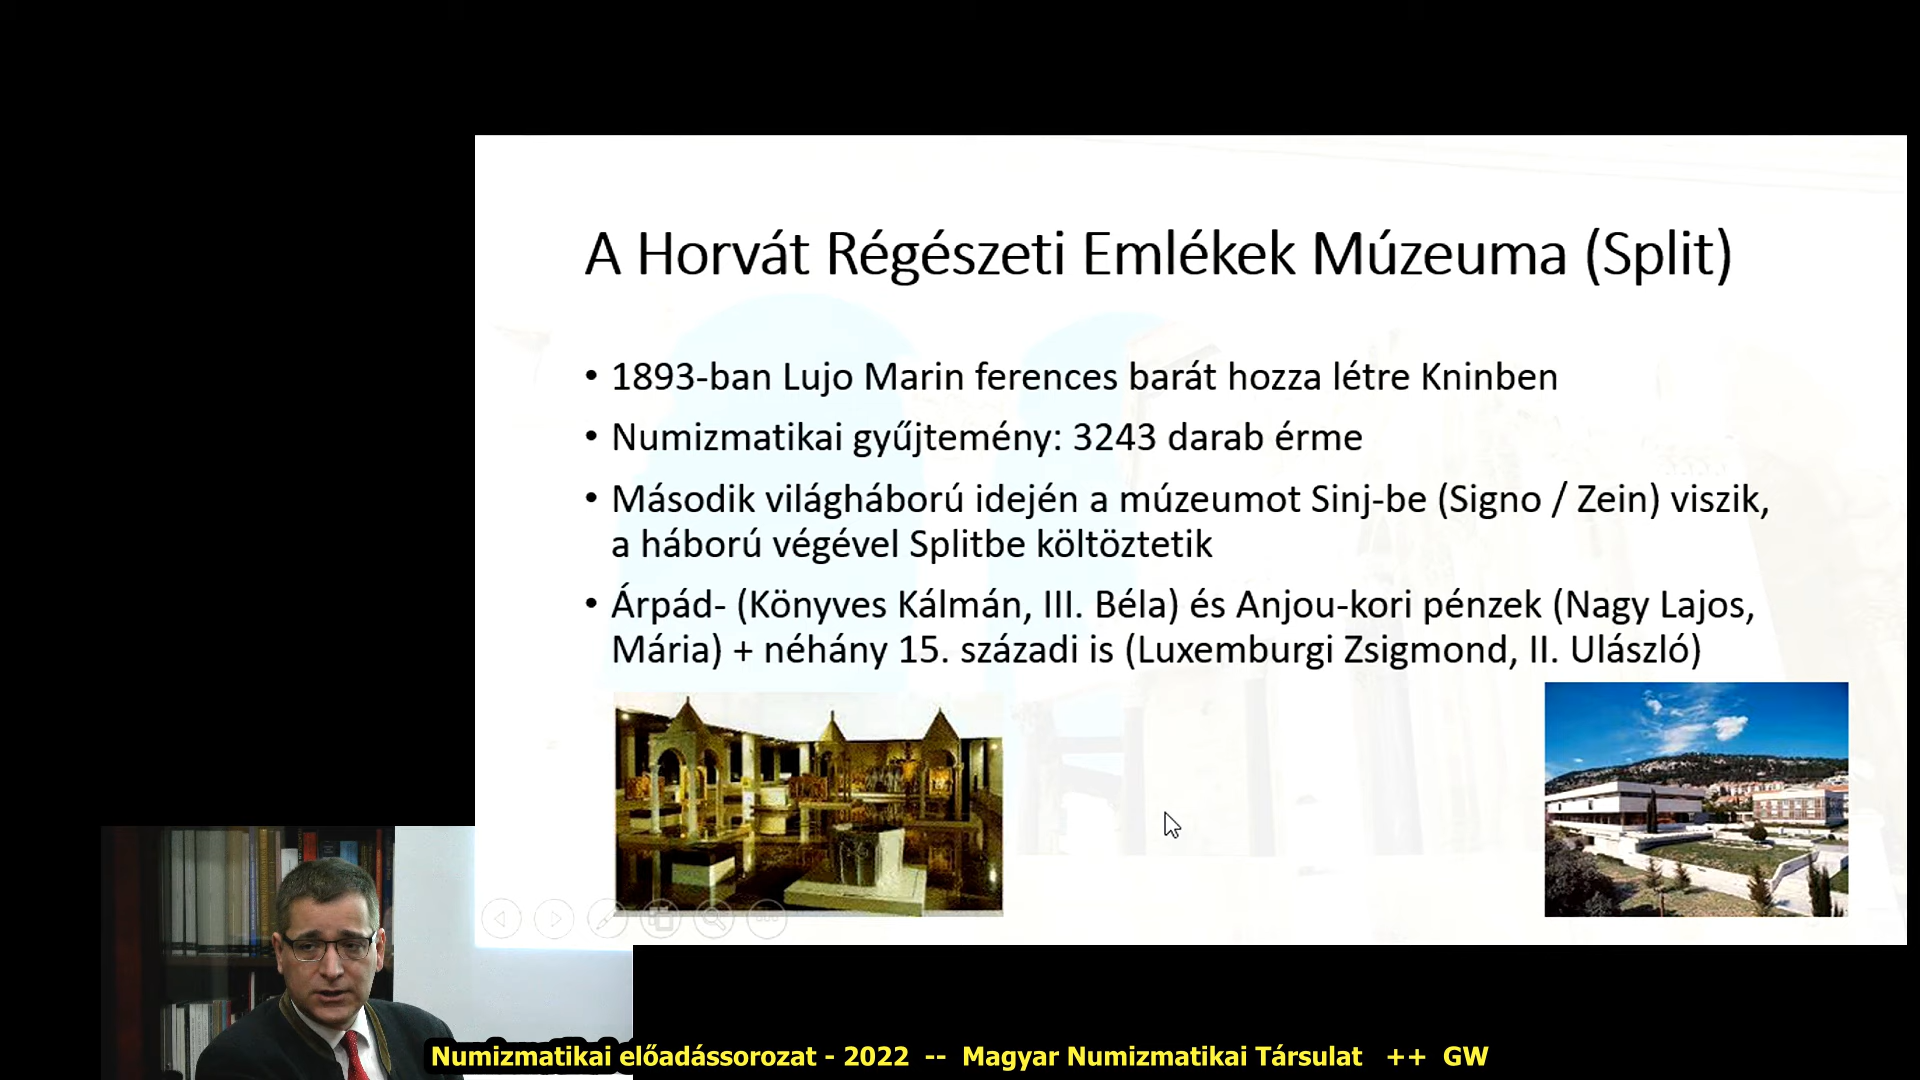 A Horvát Régészeti Emlékek Múzeuma (Split)
• 1893-ban Lujo Marin ferences barát hozza létre Kninben
• Numizmatikai gyűjtemény: 3243 darab érme
• Második világháború idején a múzeumot Sinj-be (Signo / Zein) viszik,
a háború végével Splitbe költöztetik
• Árpád- (Könyves Kálmán, III. Béla) és Anjou-kori pénzek (Nagy Lajos,
Mária) + néhány 15. századi is (Luxemburgi Zsigmond, II. Ulászló)
Numizmatikai előadássorozat - 2022 -- Magyar Numizmatikai Társulat ++ GW